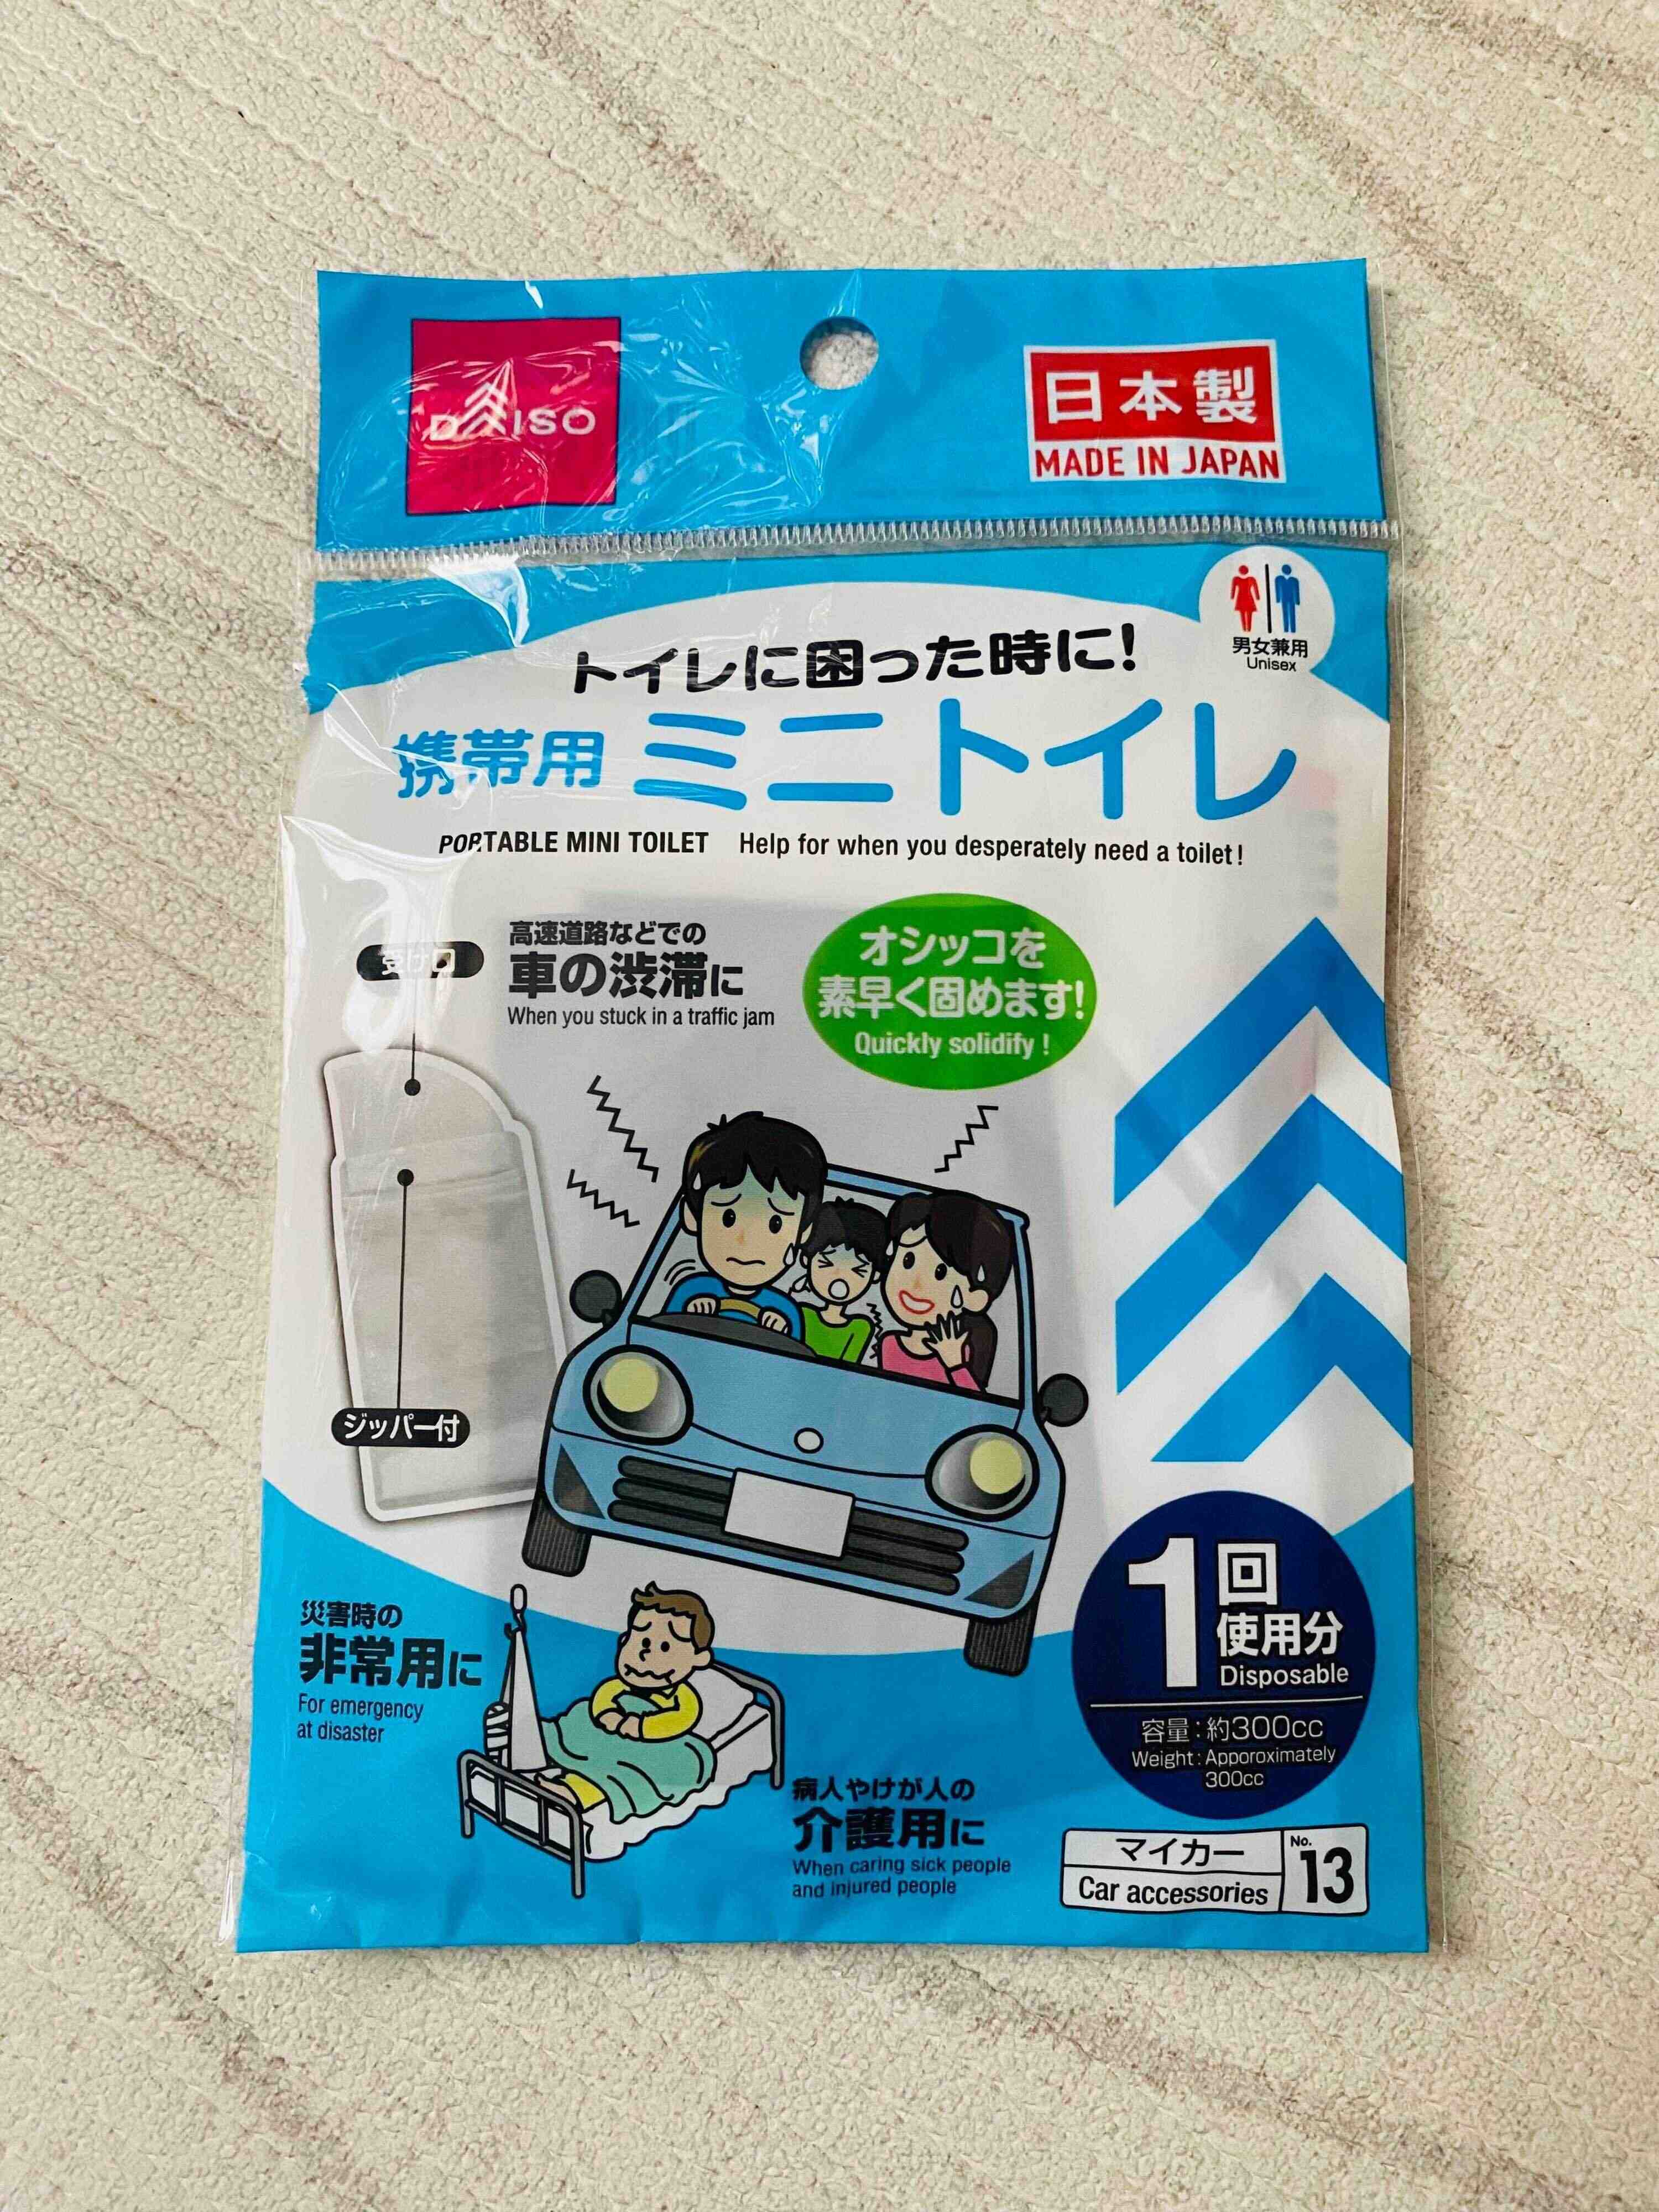 DAISO
日本製
MADE IN JAPAN
男女兼用
Unisex
トイレに困った時に!
携帯用 ミニトイレ
PORTABLE MINI TOILET Help for when you desperately need a toilet!
受け口
高速道路などでの
車の渋滞に
When you stuck in a traffic jam
オシッコを
素早く固めます!
Quickly solidify !
ジッパー付
1回
使用分
Disposable
容量:約300cc
Weight: Apporoximately
300cc
災害時の
非常用に
For emergency
at disaster
病人やけが人の
介護用に
When caring sick people
and injured people
マイカー
Car accessories
No.
13